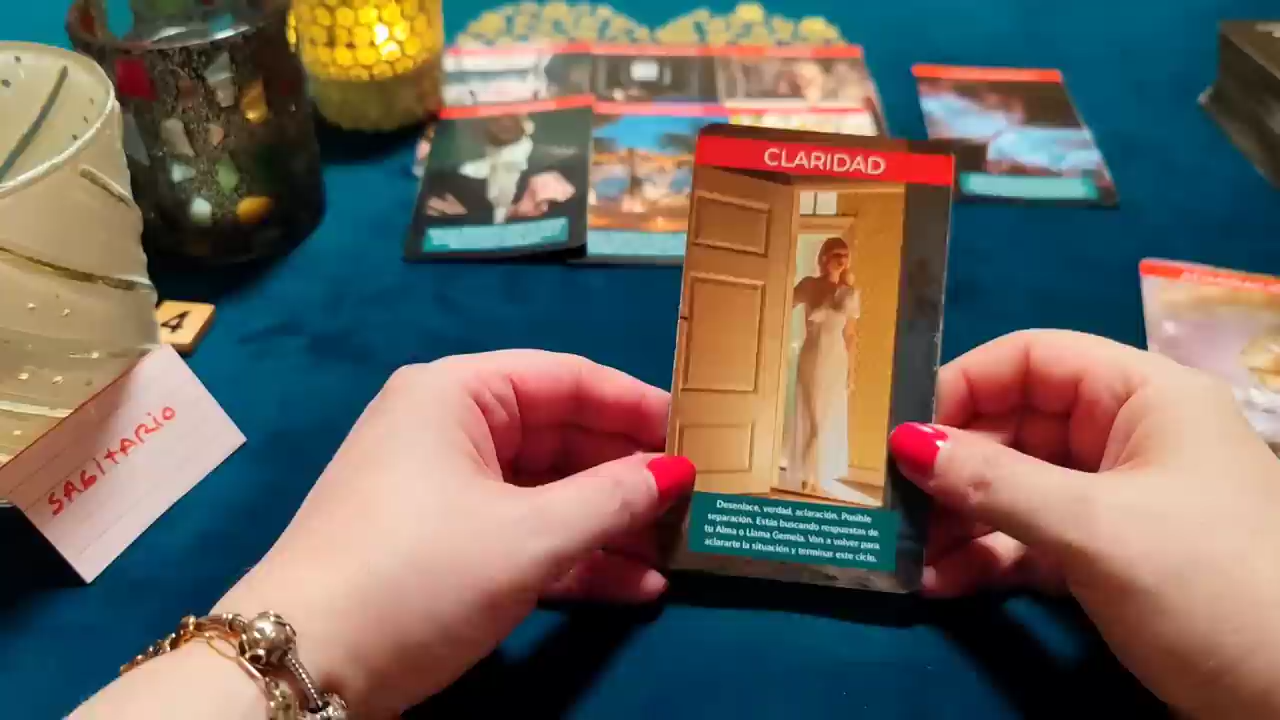 CLARIDAD
Desenlace, verdad, aclaración. Posible
separación. Estás buscando respuestas de
tu Alma o Llama Gemela. Van a volver para
aclararte la situación y terminar este ciclo.
4
SAGITARIO